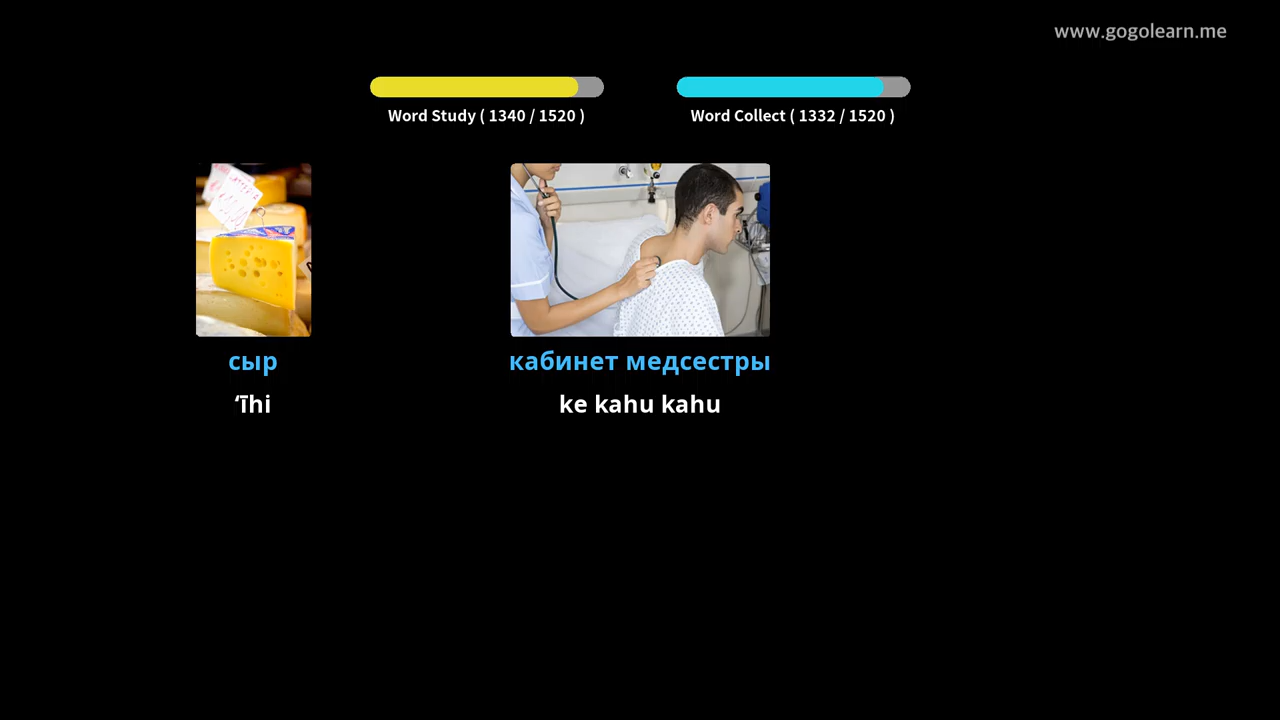 www.gogolearn.me
Word Study ( 1340 / 1520 )
Word Collect ( 1332 / 1520 )
сыр
кабинет медсестры
ʻĪhi
ke kahu kahu